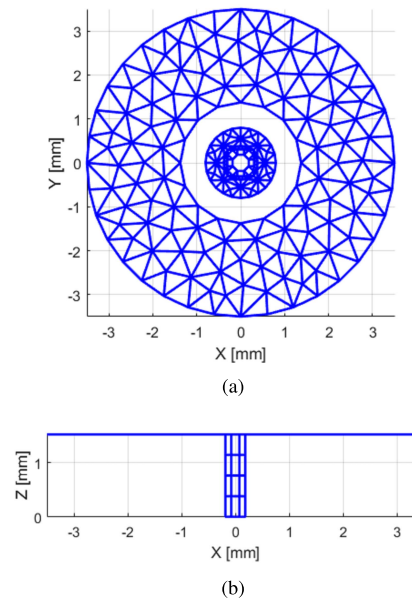 3
2
1
0
-1
-2
-3
Y [mm]
-3 -2 -1 0 1 2 3
X [mm]
(a)
1
0
Z [mm]
-3 -2 -1 0 1 2 3
X [mm]
(b)